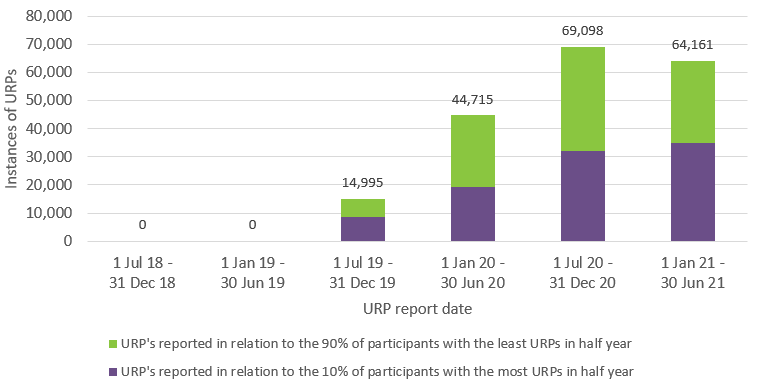 80,000
70,000
60,000
50,000
40,000
30,000
20,000
10,000
0
Instances of URPs
0
0
14,995
44,715
69,098
64,161
1 Jul 18 -
31 Dec 18
1 Jan 19 -
30 Jun 19
1 Jul 19 -
31 Dec 19
1 Jan 20 -
30 Jun 20
1 Jul 20 -
31 Dec 20
1 Jan 21 -
30 Jun 21
URP report date
URP's reported in relation to the 90% of participants with the least URPs in half year
URP's reported in relation to the 10% of participants with the most URPs in half year